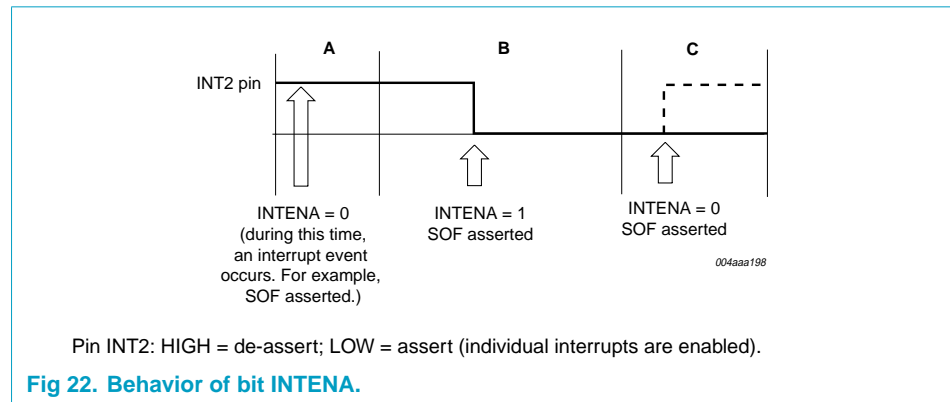 A
B
C
INT2 pin
INTENA = 0
(during this time,
an interrupt event
occurs. For example,
SOF asserted.)
INTENA = 1
SOF asserted
INTENA = 0
SOF asserted
004aaa198
Pin INT2: HIGH = de-assert; LOW = assert (individual interrupts are enabled).
Fig 22. Behavior of bit INTENA.